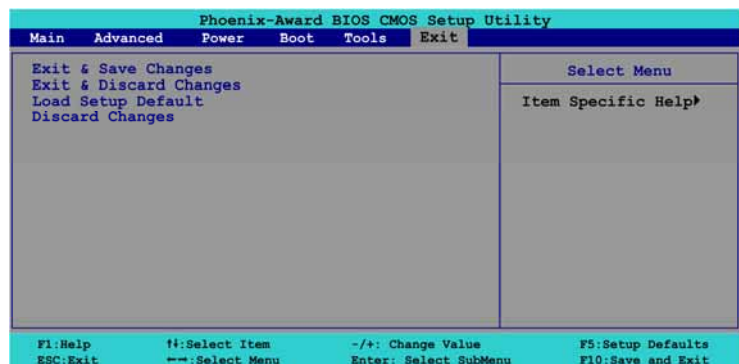 Phoenix-Award BIOS CMOS Setup Utility
Main Advanced Power Boot Tools Exit
Exit & Save Changes
Exit & Discard Changes
Load Setup Default
Discard Changes
Select Menu
Item Specific Help▶
F1:Help ↑↓:Select Item -/+: Change Value F5:Setup Defaults
ESC:Exit ←→:Select Menu Enter: Select SubMenu F10:Save and Exit